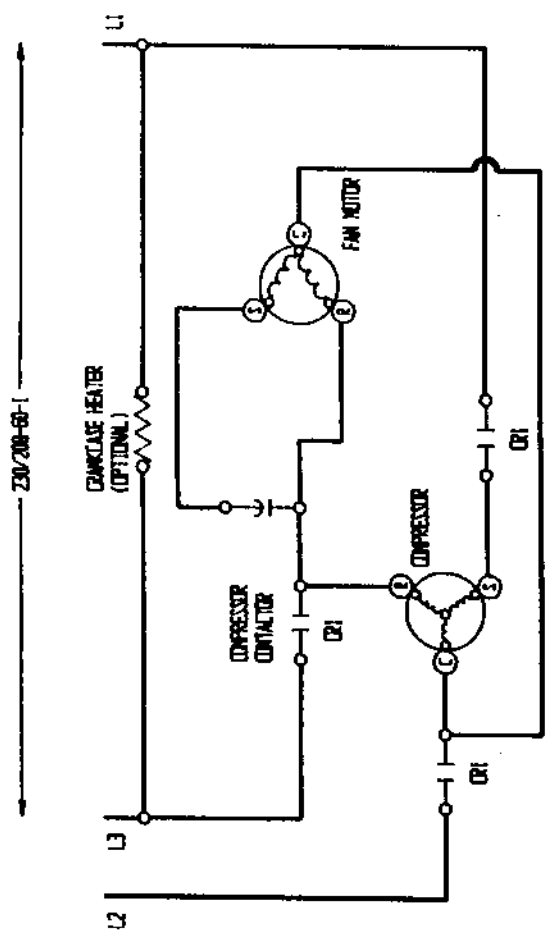 230/208-60-1
L1
L3
L2
CRANKCASE HEATER
(OPTIONAL)
S
C
R
FAN MOTOR
COMPRESSOR
CONTACTOR
CR1
R
S
C
COMPRESSOR
CR1
CR1